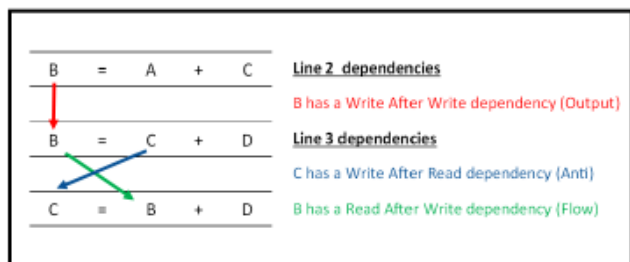 B = A + C Line 2 dependencies
B has a Write After Write dependency (Output)
B = C + D Line 3 dependencies
C has a Write After Read dependency (Anti)
C = B + D B has a Read After Write dependency (Flow)